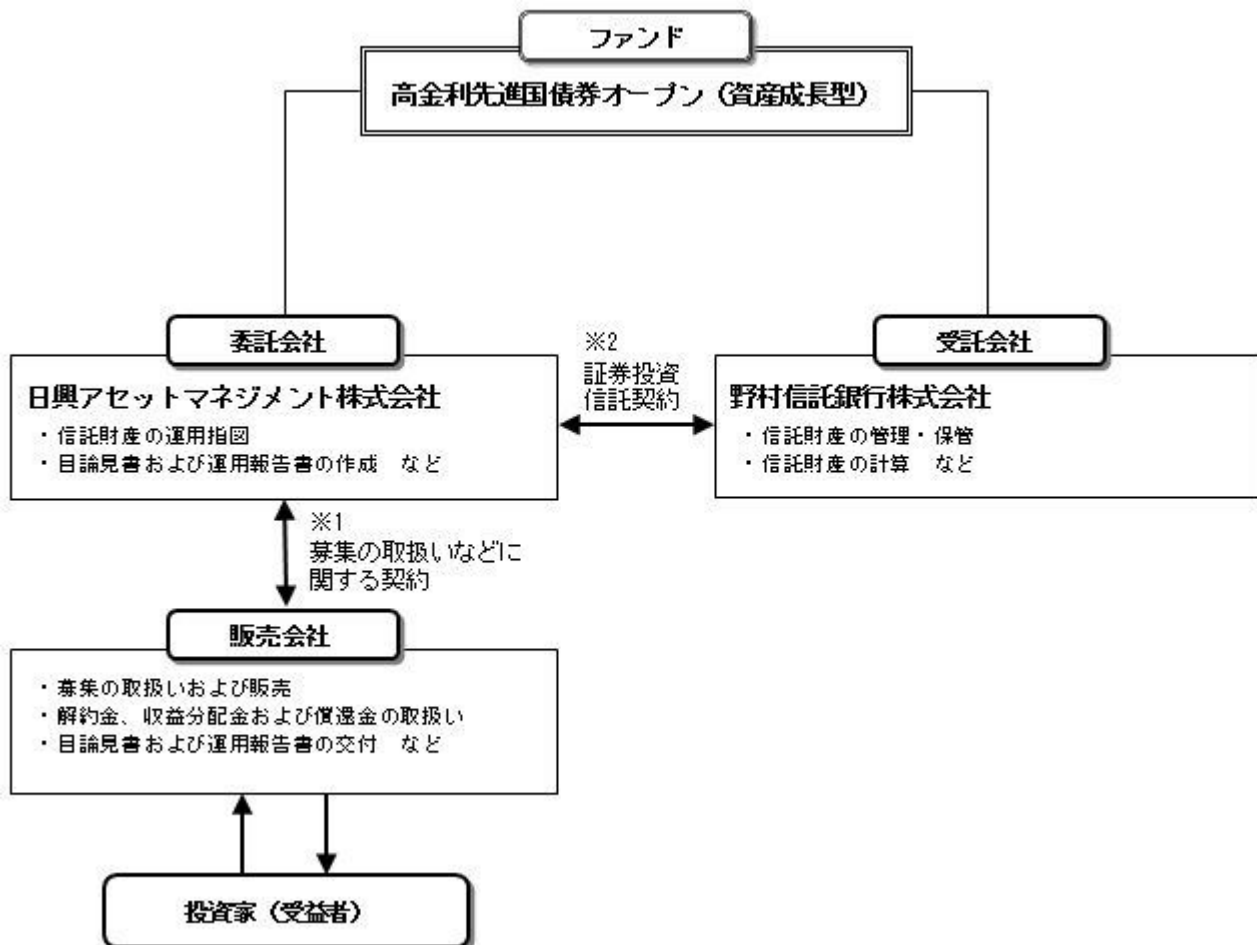 ファンド
高金利先進国債券オープン（資産成長型）
委託会社
日興アセットマネジメント株式会社
・信託財産の運用指図
・目論見書および運用報告書の作成　など
※2
証券投資
信託契約
受託会社
野村信託銀行株式会社
・信託財産の管理・保管
・信託財産の計算　など
※1
募集の取扱いなどに
関する契約
販売会社
・募集の取扱いおよび販売
・解約金、収益分配金および償還金の取扱い
・目論見書および運用報告書の交付　など
投資家（受益者）